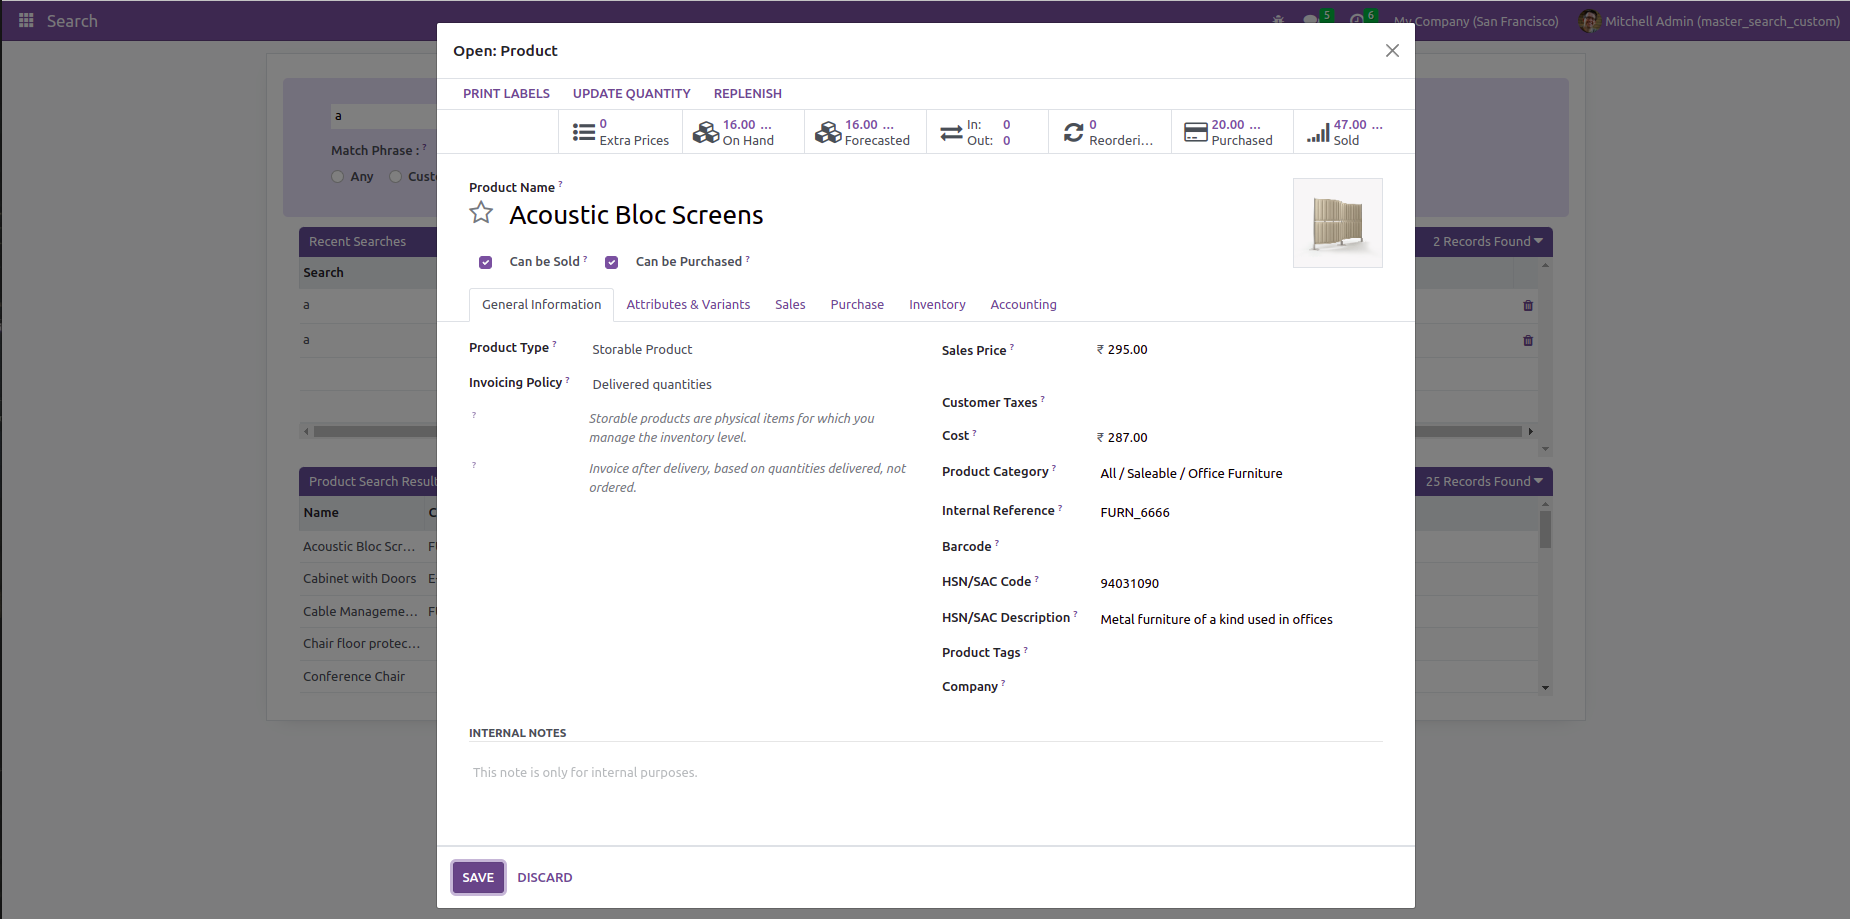 Search
5
6
My Company (San Francisco)
Mitchell Admin (master_search_custom)
Open: Product
PRINT LABELS
UPDATE QUANTITY
REPLENISH
0
Extra Prices
16.00 ...
On Hand
16.00 ...
Forecasted
In: 0
Out: 0
0
Reorderi...
20.00 ...
Purchased
47.00 ...
Sold
a
Match Phrase : ?
Any
Product Name ?
Acoustic Bloc Screens
Can be Sold ?
Can be Purchased ?
Recent Searches
2 Records Found
Search
a
a
General Information
Attributes & Variants
Sales
Purchase
Inventory
Accounting
Product Type ?
Storable Product
Invoicing Policy ?
Delivered quantities
?
Storable products are physical items for which you
manage the inventory level.
?
Invoice after delivery, based on quantities delivered, not
ordered.
Sales Price ?
₹ 295.00
Customer Taxes ?
Cost ?
₹ 287.00
Product Category ?
All / Saleable / Office Furniture
Internal Reference ?
FURN_6666
Barcode ?
HSN/SAC Code ?
94031090
HSN/SAC Description ?
Metal furniture of a kind used in offices
Product Tags ?
Company ?
Product Search Result
25 Records Found
Name
Acoustic Bloc Scr...
Cabinet with Doors
Cable Manageme...
Chair floor protec...
Conference Chair
INTERNAL NOTES
This note is only for internal purposes.
SAVE
DISCARD